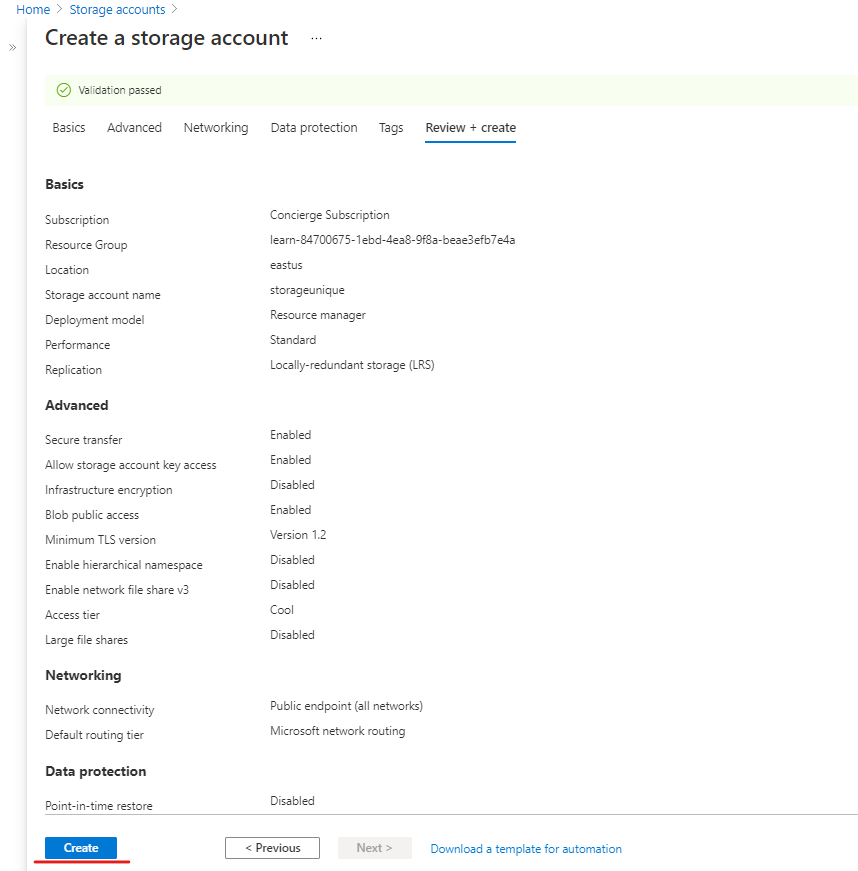 Home > Storage accounts >
»
Create a storage account ...
Validation passed
Basics Advanced Networking Data protection Tags Review + create
Basics
Subscription Concierge Subscription
Resource Group learn-84700675-1ebd-4ea8-9f8a-beae3efb7e4a
Location eastus
Storage account name storageunique
Deployment model Resource manager
Performance Standard
Replication Locally-redundant storage (LRS)
Advanced
Secure transfer Enabled
Allow storage account key access Enabled
Infrastructure encryption Disabled
Blob public access Enabled
Minimum TLS version Version 1.2
Enable hierarchical namespace Disabled
Enable network file share v3 Disabled
Access tier Cool
Large file shares Disabled
Networking
Network connectivity Public endpoint (all networks)
Default routing tier Microsoft network routing
Data protection
Point-in-time restore Disabled
Create < Previous Next > Download a template for automation